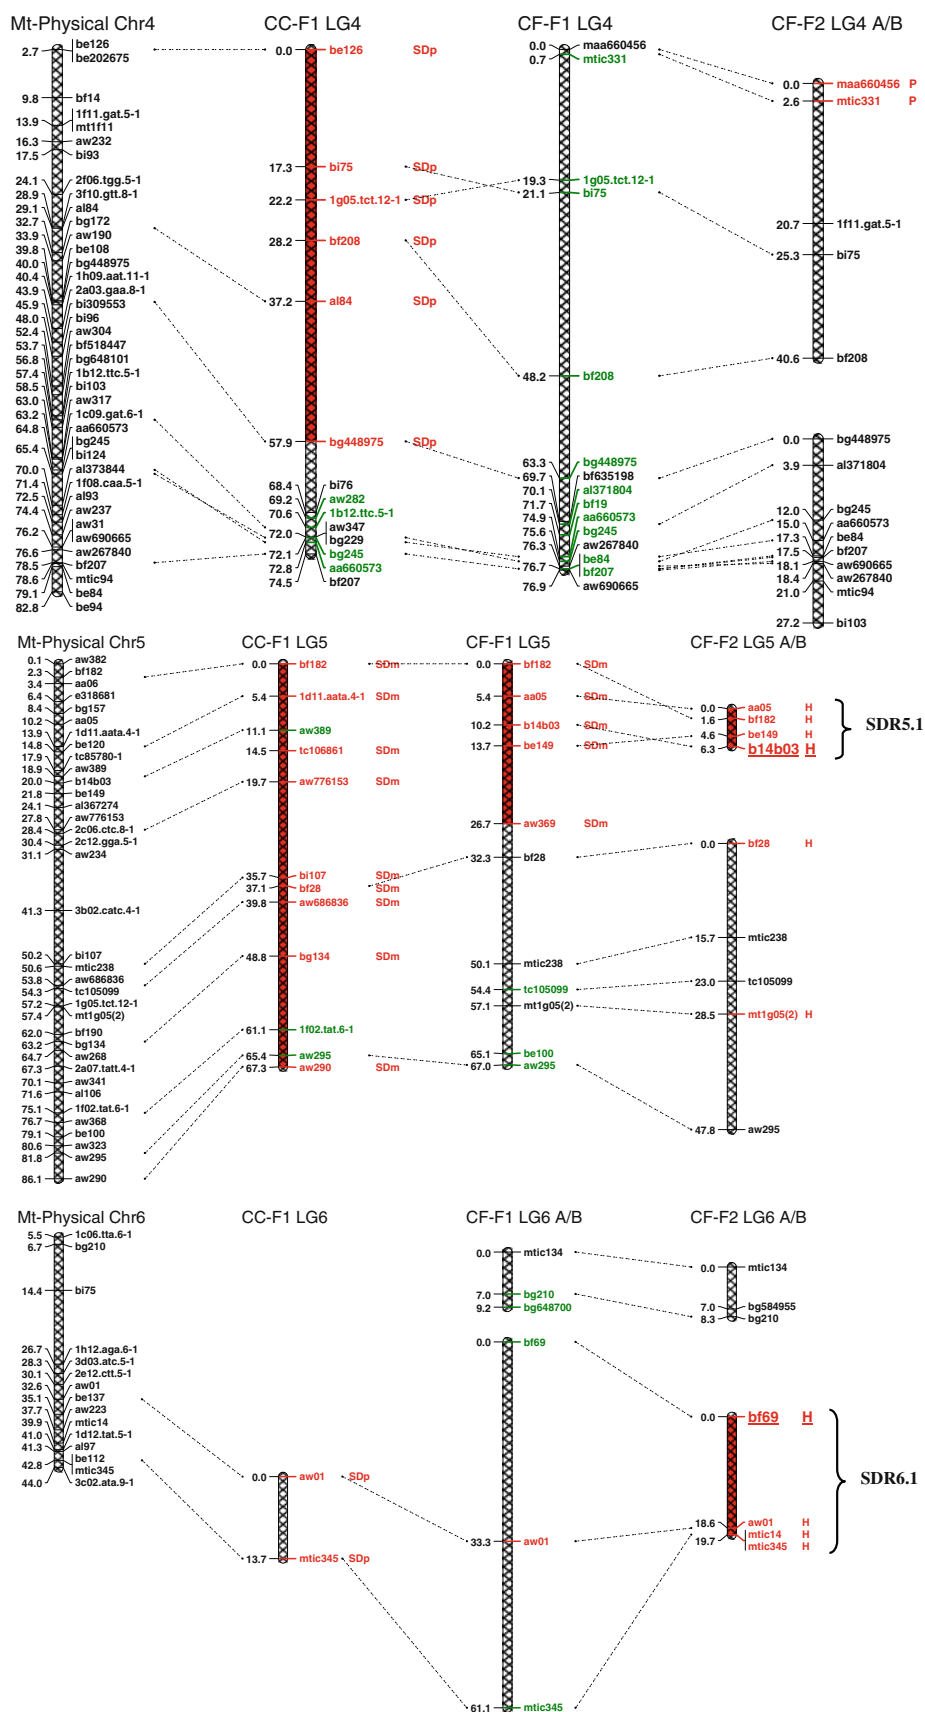 Mt-Physical Chr4
2.7 be126
be202675
9.8 bf14
13.9 1f11.gat.5-1
mt1f11
16.3 aw232
17.5 bi93
24.1 2f06.tgg.5-1
28.9 3f10.gtt.8-1
29.1 al84
32.7 bg172
33.9 aw190
39.8 be108
40.0 bg448975
40.4 1h09.aat.11-1
43.9 2a03.gaa.8-1
45.9 bi309553
48.0 bi96
52.4 aw304
53.7 bf518447
56.8 bg648101
57.4 1b12.ttc.5-1
58.5 bi103
63.0 aw317
63.2 1c09.gat.6-1
64.8 aa660573
65.4 bg245
bi124
70.0 al373844
71.4 1f08.caa.5-1
72.5 al93
74.4 aw237
76.2 aw31
aw690665
76.6 aw267840
78.5 bf207
78.6 mtic94
79.1 be84
82.8 be94
CC-F1 LG4
0.0 be126 SDp
17.3 bi75 SDp
22.2 1g05.tct.12-1 SDp
28.2 bf208 SDp
37.2 al84 SDp
57.9 bg448975 SDp
68.4 bi76
69.2 aw282
70.6 1b12.ttc.5-1
72.0 aw347
bg229
72.1 bg245
72.8 aa660573
74.5 bf207
CF-F1 LG4
0.0 maa660456
0.7 mtic331
19.3 1g05.tct.12-1
21.1 bi75
48.2 bf208
63.3 bg448975
69.7 bf635198
70.1 al371804
71.7 bf19
74.9 aa660573
75.6 bg245
76.3 aw267840
76.7 be84
bf207
76.9 aw690665
CF-F2 LG4 A/B
0.0 maa660456 P
2.6 mtic331 P
20.7 1f11.gat.5-1
25.3 bi75
40.6 bf208
0.0 bg448975
3.9 al371804
12.0 bg245
15.0 aa660573
17.3 be84
17.5 bf207
18.1 aw690665
18.4 aw267840
21.0 mtic94
27.2 bi103
Mt-Physical Chr5
0.1 aw382
2.3 bf182
3.4 aa06
6.4 e318681
8.4 bg157
10.2 aa05
13.9 1d11.aata.4-1
14.8 be120
17.9 tc85780-1
18.9 aw389
20.0 b14b03
21.8 be149
24.1 al367274
27.8 aw776153
28.4 2c06.ctc.8-1
30.4 2c12.gga.5-1
31.1 aw234
41.3 3b02.catc.4-1
50.2 bi107
50.6 mtic238
53.8 aw686836
54.3 tc105099
57.2 1g05.tct.12-1
57.4 mt1g05(2)
62.0 bf190
63.2 bg134
64.7 aw268
67.3 2a07.tatt.4-1
70.1 aw341
71.6 al106
75.1 1f02.tat.6-1
76.7 aw368
79.1 be100
80.6 aw323
81.8 aw295
86.1 aw290
CC-F1 LG5
0.0 bf182 SDm
5.4 1d11.aata.4-1 SDm
11.1 aw389
14.5 tc106861 SDm
19.7 aw776153 SDm
35.7 bi107 SDm
37.1 bf28 SDm
39.8 aw686836 SDm
48.8 bg134 SDm
61.1 1f02.tat.6-1
65.4 aw295
67.3 aw290 SDm
CF-F1 LG5
0.0 bf182 SDm
5.4 aa05 SDm
10.2 b14b03 SDm
13.7 be149 SDm
26.7 aw369 SDm
32.3 bf28
50.1 mtic238
54.4 tc105099
57.1 mt1g05(2)
65.1 be100
67.0 aw295
CF-F2 LG5 A/B
0.0 aa05 H
1.6 bf182 H
4.6 be149 H
6.3 b14b03 H
SDR5.1
0.0 bf28 H
15.7 mtic238
23.0 tc105099
28.5 mt1g05(2) H
47.8 aw295
Mt-Physical Chr6
5.5 1c06.tta.6-1
6.7 bg210
14.4 bi75
26.7 1h12.aga.6-1
28.3 3d03.atc.5-1
30.1 2e12.ctt.5-1
32.6 aw01
35.1 be137
37.7 aw223
39.9 mtic14
41.0 1d12.tat.5-1
41.3 al97
42.8 be112
mtic345
44.0 3c02.ata.9-1
CC-F1 LG6
0.0 aw01 SDp
13.7 mtic345 SDp
CF-F1 LG6 A/B
0.0 mtic134
7.0 bg210
9.2 bg648700
0.0 bf69
33.3 aw01
61.1 mtic345
CF-F2 LG6 A/B
0.0 mtic134
7.0 bg584955
8.3 bg210
0.0 bf69 H
18.6 aw01 H
19.7 mtic14 H
mtic345 H
SDR6.1